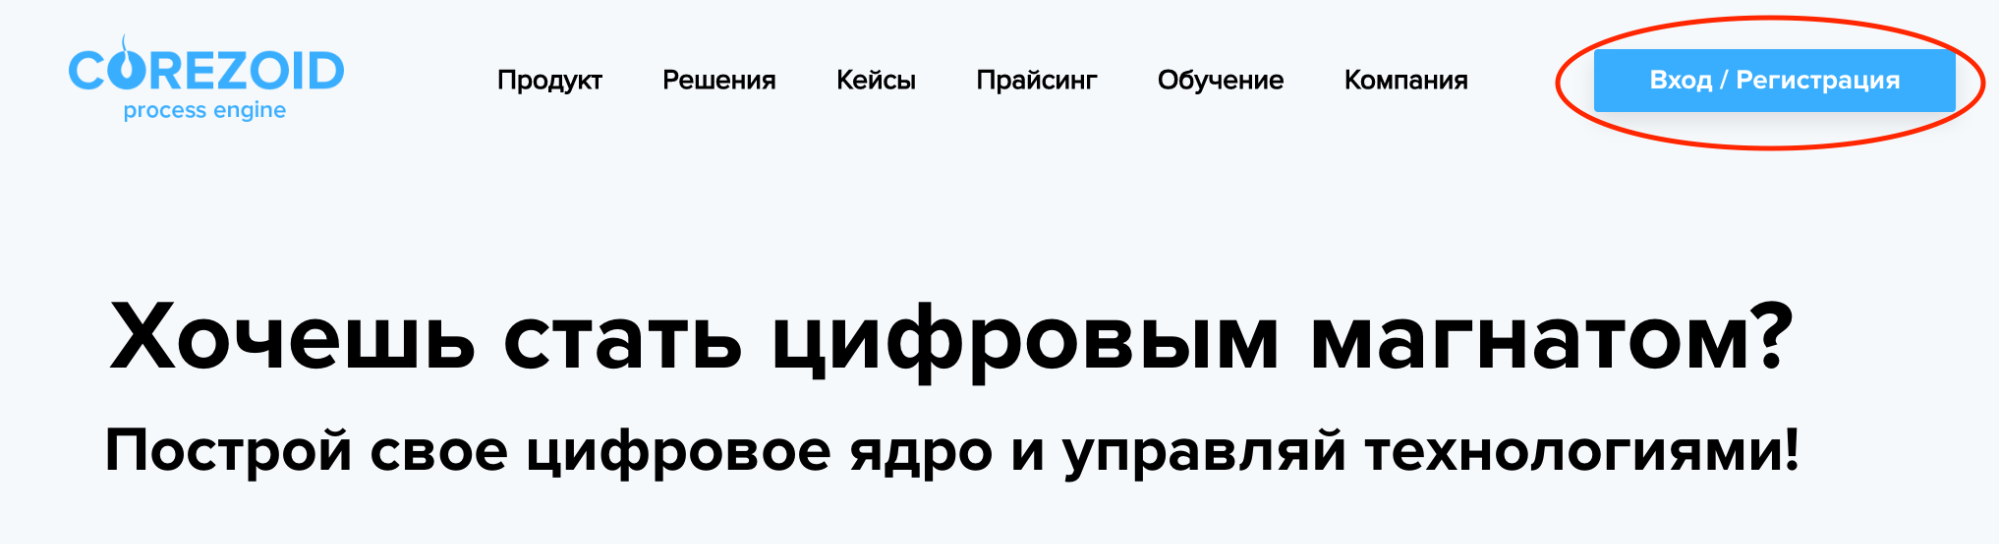 COREZOID
process engine
Продукт Решения Кейсы Прайсинг Обучение Компания Вход / Регистрация
Хочешь стать цифровым магнатом?
Построй свое цифровое ядро и управляй технологиями!